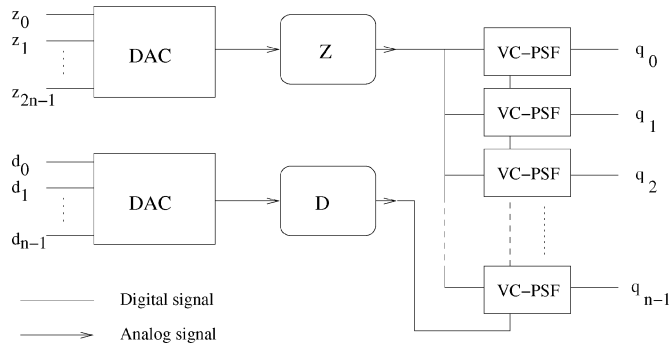 z0
z1
z2n−1
DAC
Z
VC−PSF
q0
VC−PSF
q1
VC−PSF
q2
d0
d1
dn−1
DAC
D
VC−PSF
qn−1
Digital signal
Analog signal